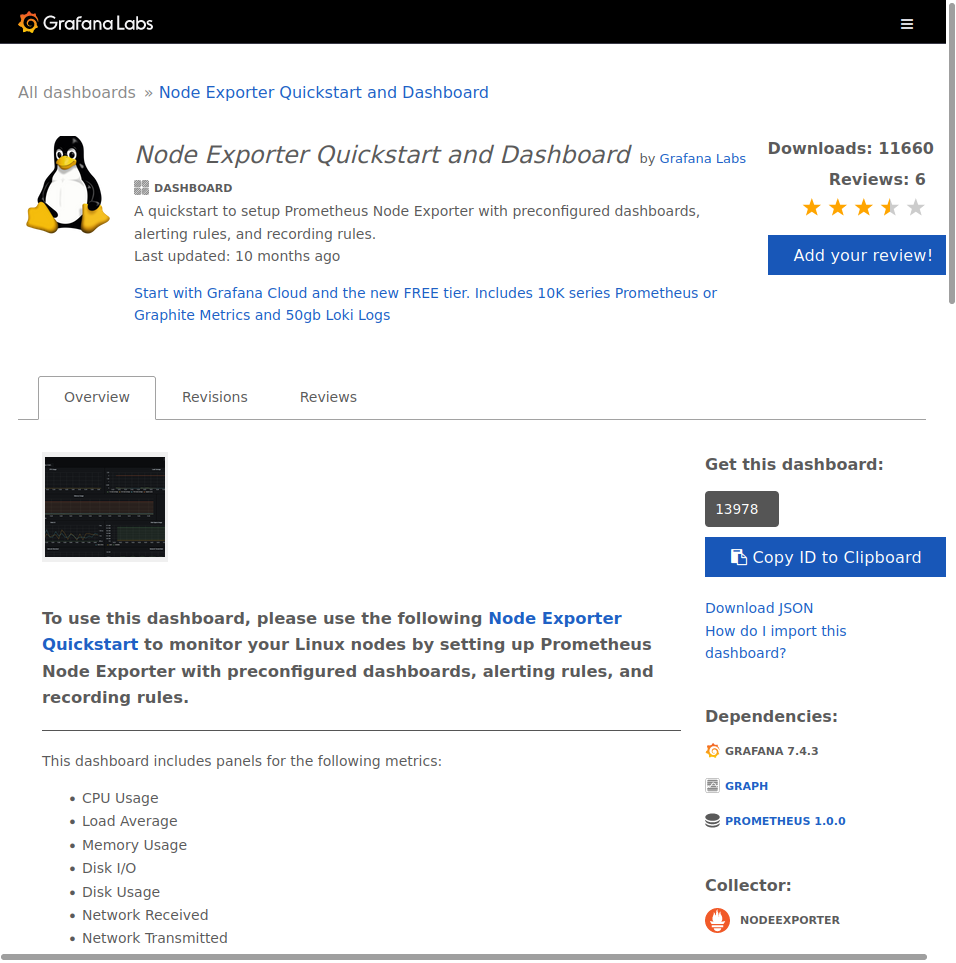 Grafana Labs
All dashboards » Node Exporter Quickstart and Dashboard
Node Exporter Quickstart and Dashboard by Grafana Labs
DASHBOARD
A quickstart to setup Prometheus Node Exporter with preconfigured dashboards,
alerting rules, and recording rules.
Last updated: 10 months ago
Start with Grafana Cloud and the new FREE tier. Includes 10K series Prometheus or
Graphite Metrics and 50gb Loki Logs
Downloads: 11660
Reviews: 6
Add your review!
Overview
Revisions
Reviews
To use this dashboard, please use the following Node Exporter
Quickstart to monitor your Linux nodes by setting up Prometheus
Node Exporter with preconfigured dashboards, alerting rules, and
recording rules.
This dashboard includes panels for the following metrics:
• CPU Usage
• Load Average
• Memory Usage
• Disk I/O
• Disk Usage
• Network Received
• Network Transmitted
Get this dashboard:
13978
Copy ID to Clipboard
Download JSON
How do I import this
dashboard?
Dependencies:
GRAFANA 7.4.3
GRAPH
PROMETHEUS 1.0.0
Collector:
NODEEXPORTER